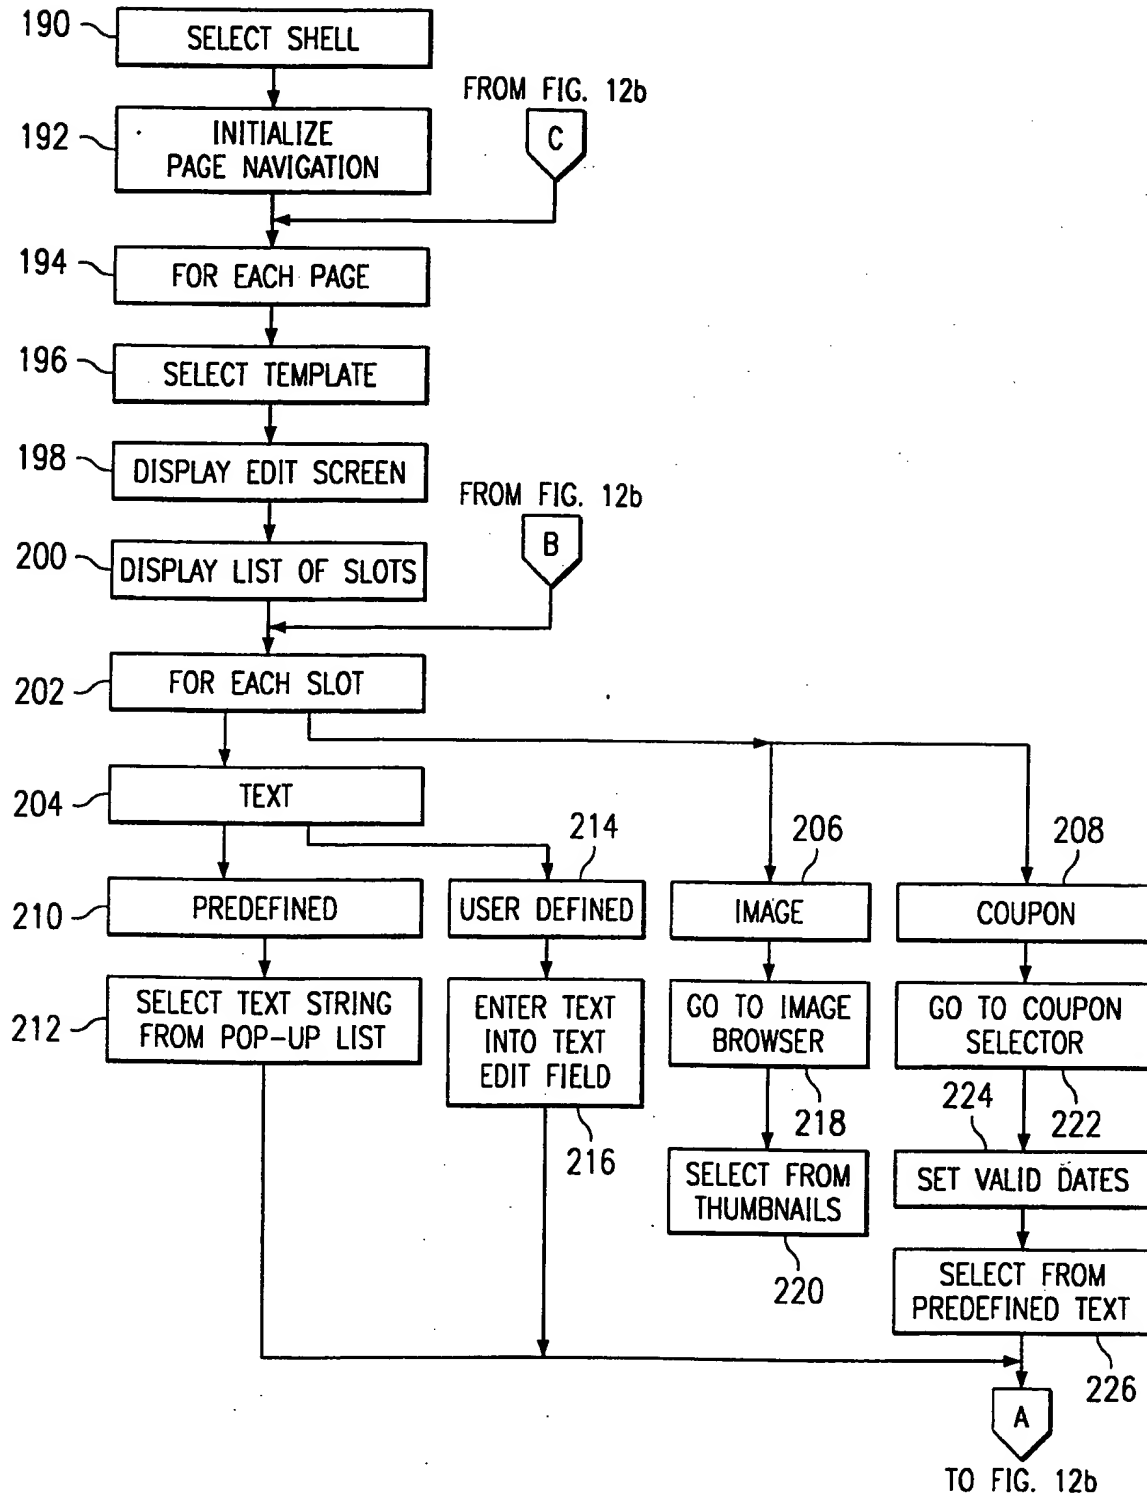 190
SELECT SHELL
FROM FIG. 12b
192
INITIALIZE
PAGE NAVIGATION
C
194
FOR EACH PAGE
196
SELECT TEMPLATE
198
DISPLAY EDIT SCREEN
FROM FIG. 12b
200
DISPLAY LIST OF SLOTS
B
202
FOR EACH SLOT
204
TEXT
214
206
208
210
PREDEFINED
USER DEFINED
IMAGE
COUPON
212
SELECT TEXT STRING
FROM POP-UP LIST
ENTER TEXT
INTO TEXT
EDIT FIELD
GO TO IMAGE
BROWSER
GO TO COUPON
SELECTOR
224
218
222
216
SELECT FROM
THUMBNAILS
SET VALID DATES
220
SELECT FROM
PREDEFINED TEXT
226
A
TO FIG. 12b